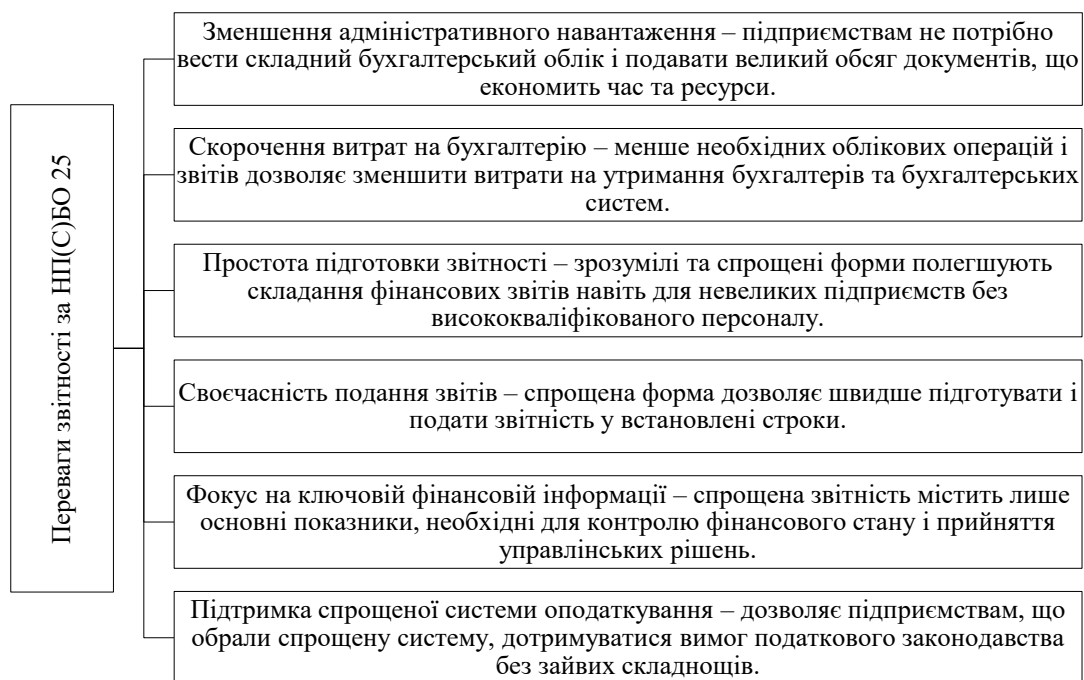 Переваги звітності за НП(С)БО 25
Зменшення адміністративного навантаження – підприємствам не потрібно
вести складний бухгалтерський облік і подавати великий обсяг документів, що
економить час та ресурси.
Скорочення витрат на бухгалтерію – менше необхідних облікових операцій і
звітів дозволяє зменшити витрати на утримання бухгалтерів та бухгалтерських
систем.
Простота підготовки звітності – зрозумілі та спрощені форми полегшують
складання фінансових звітів навіть для невеликих підприємств без
висококваліфікованого персоналу.
Своєчасність подання звітів – спрощена форма дозволяє швидше підготувати і
подати звітність у встановлені строки.
Фокус на ключовій фінансовій інформації – спрощена звітність містить лише
основні показники, необхідні для контролю фінансового стану і прийняття
управлінських рішень.
Підтримка спрощеної системи оподаткування – дозволяє підприємствам, що
обрали спрощену систему, дотримуватися вимог податкового законодавства
без зайвих складнощів.